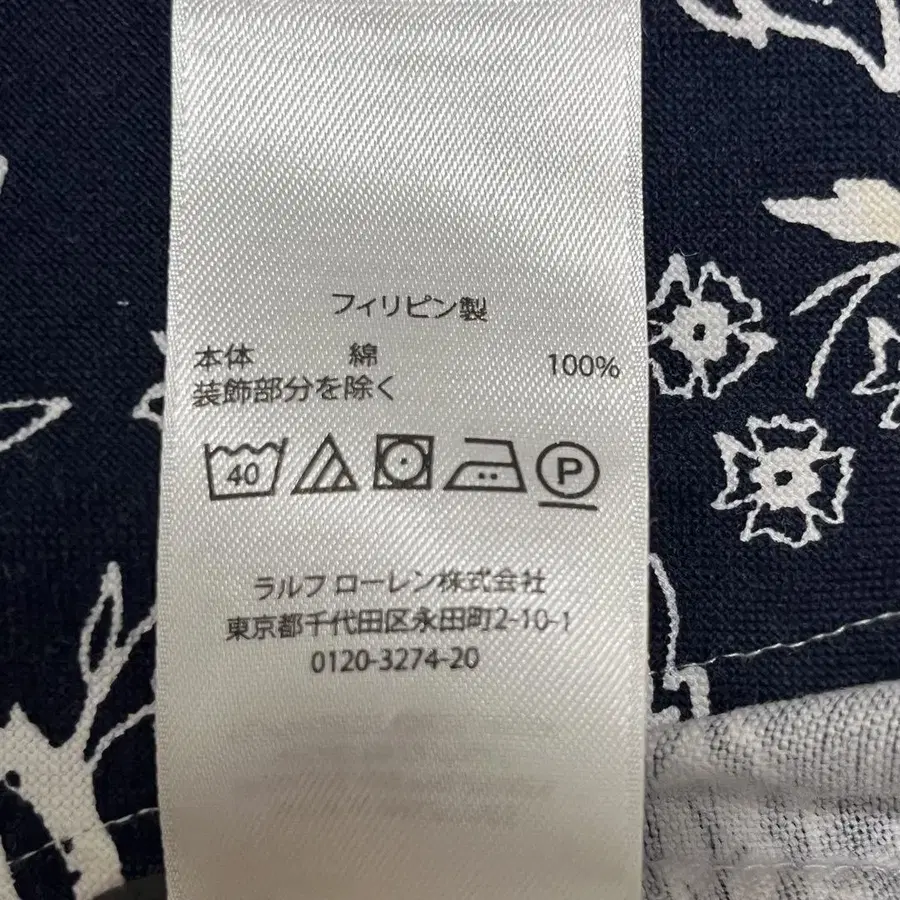 フィリピン製
本体 綿 100%
装飾部分を除く
40 P
ラルフ ローレン株式会社
東京都千代田区永田町2-10-1
0120-3274-20